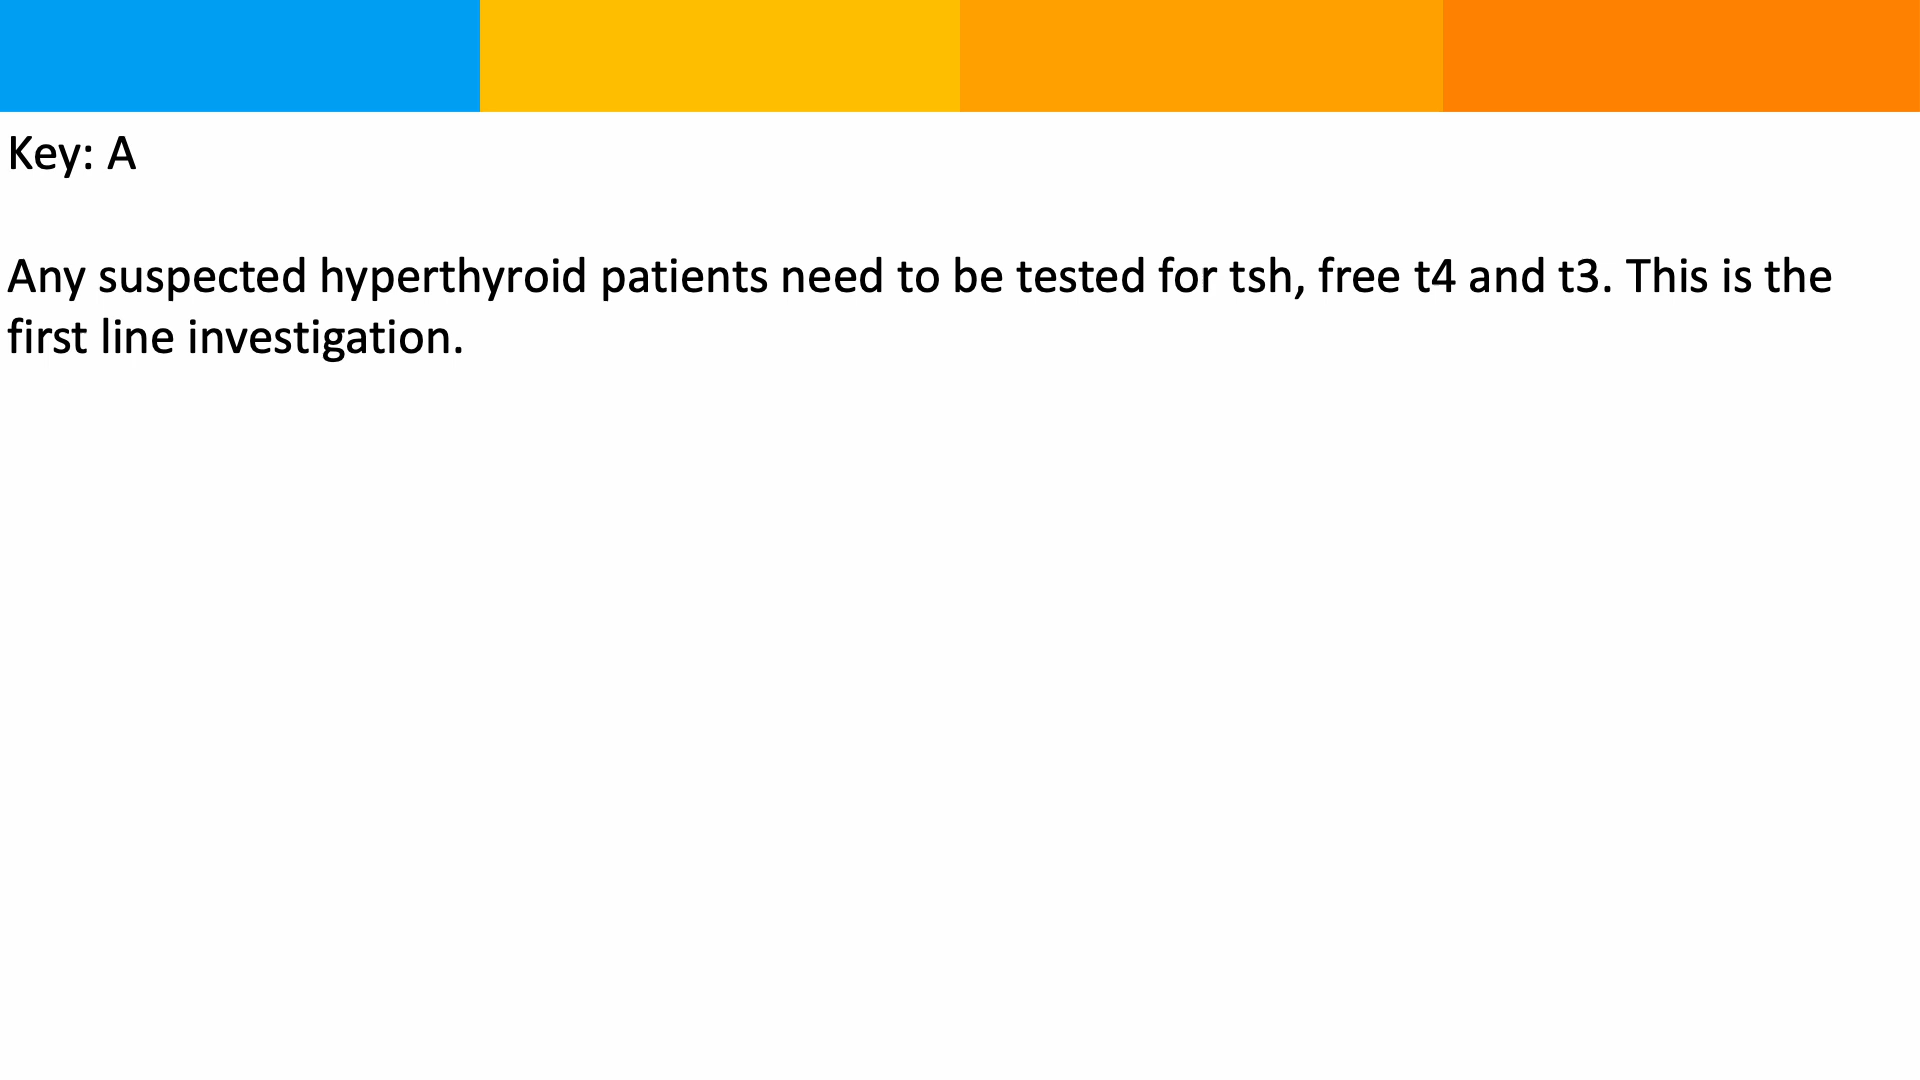 Key: A
Any suspected hyperthyroid patients need to be tested for tsh, free t4 and t3. This is the
first line investigation.